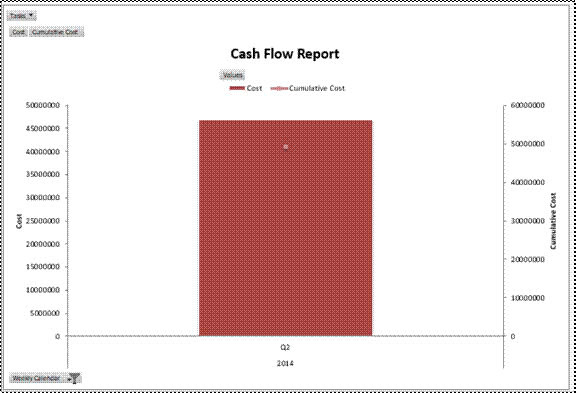 Tasks
Cost Cumulative Cost
Cash Flow Report
Values
Cost Cumulative Cost
50000000
45000000
40000000
35000000
30000000
25000000
20000000
15000000
10000000
5000000
0
Cost
60000000
50000000
40000000
30000000
20000000
10000000
0
Cumulative Cost
Q2
2014
Weekly Calendar